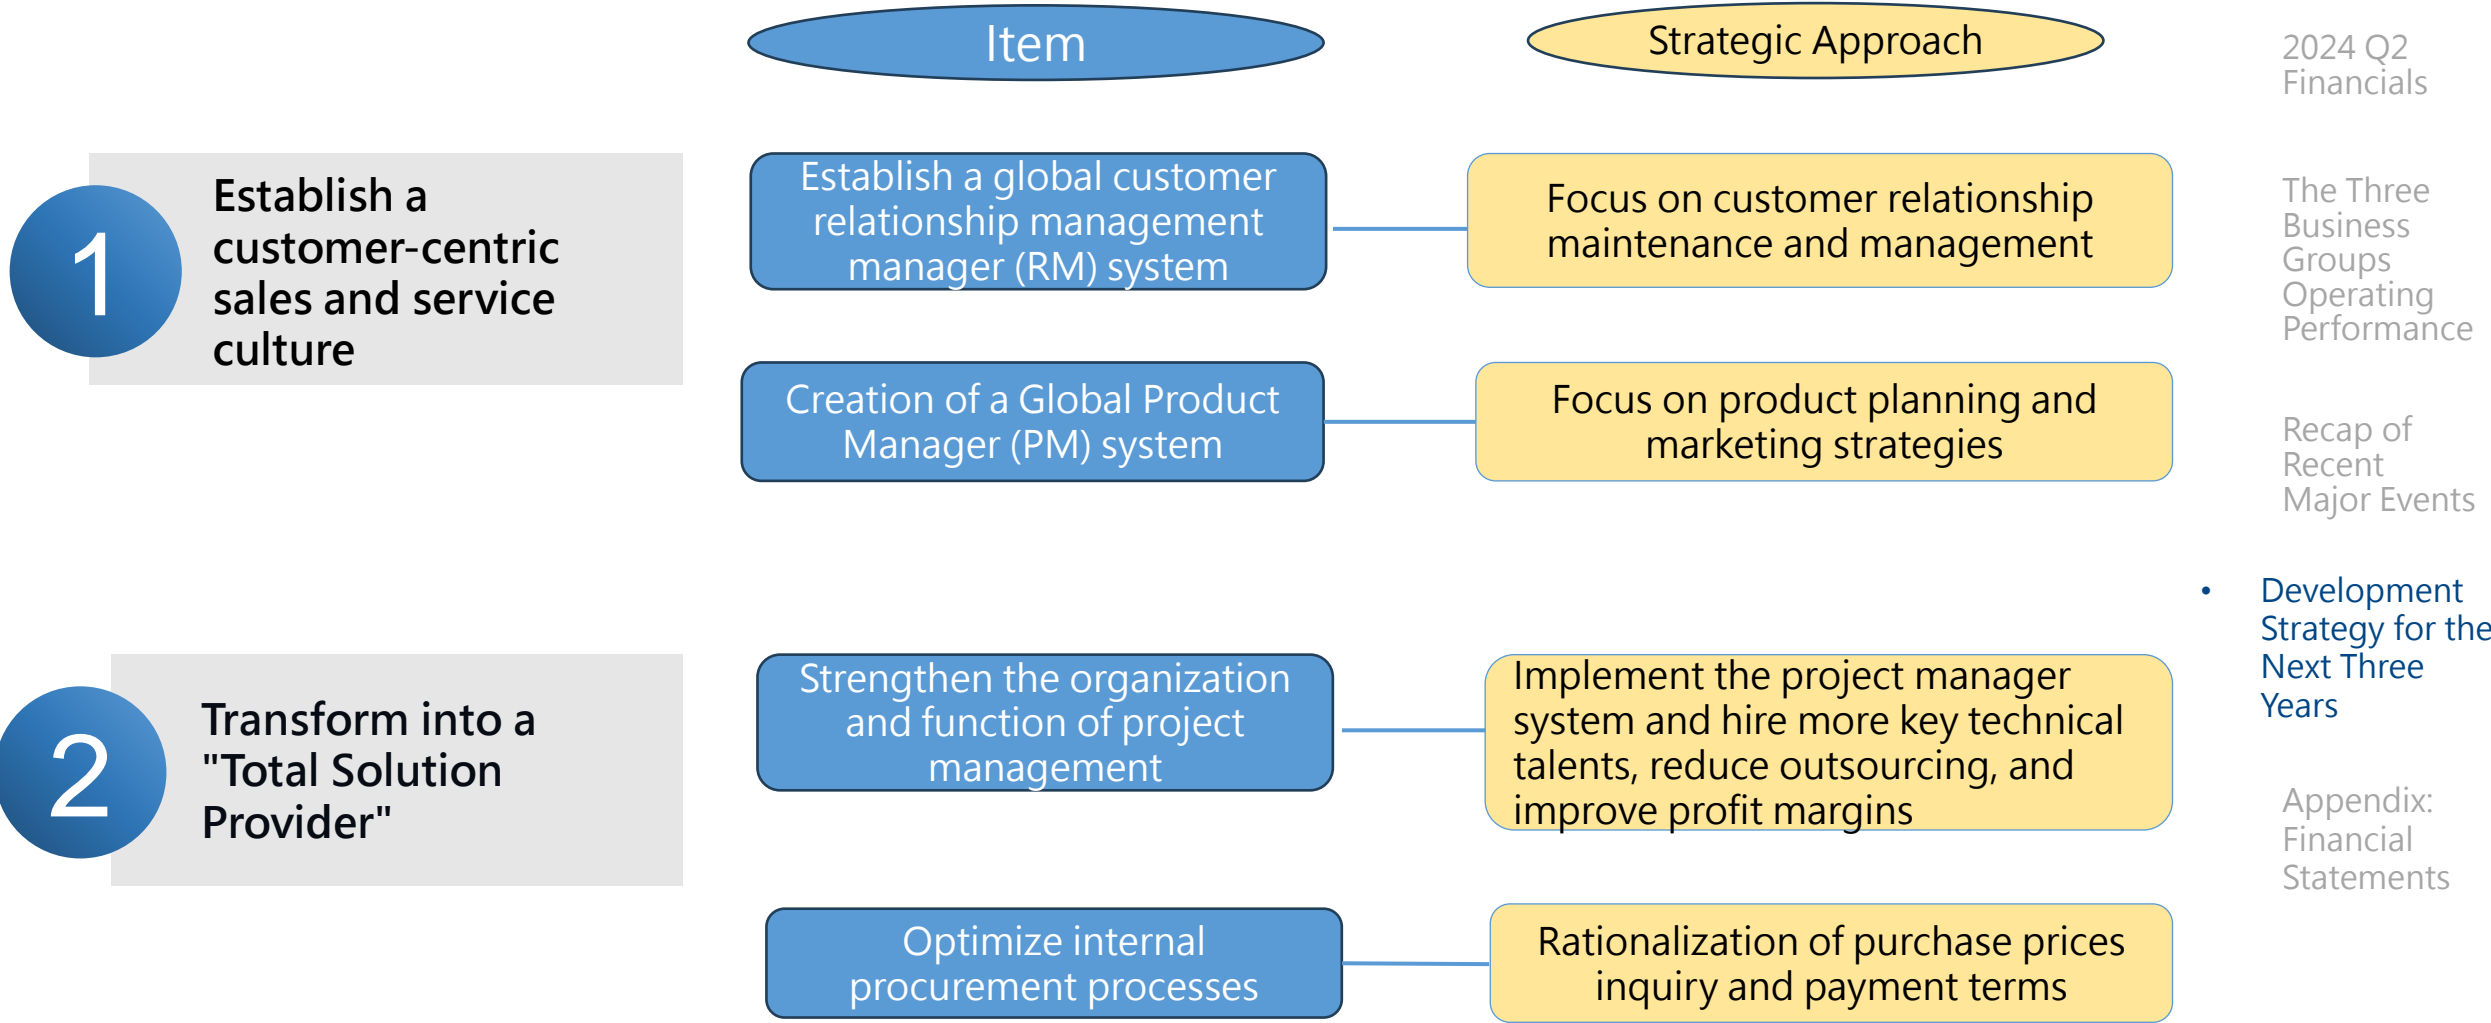 Item
Strategic Approach
1
Establish a
customer-centric
sales and service
culture
Establish a global customer
relationship management
manager (RM) system
Focus on customer relationship
maintenance and management
Creation of a Global Product
Manager (PM) system
Focus on product planning and
marketing strategies
2
Transform into a
"Total Solution
Provider"
Strengthen the organization
and function of project
management
Implement the project manager
system and hire more key technical
talents, reduce outsourcing, and
improve profit margins
Optimize internal
procurement processes
Rationalization of purchase prices
inquiry and payment terms
2024 Q2
Financials
The Three
Business
Groups
Operating
Performance
Recap of
Recent
Major Events
• Development
Strategy for the
Next Three
Years
Appendix:
Financial
Statements